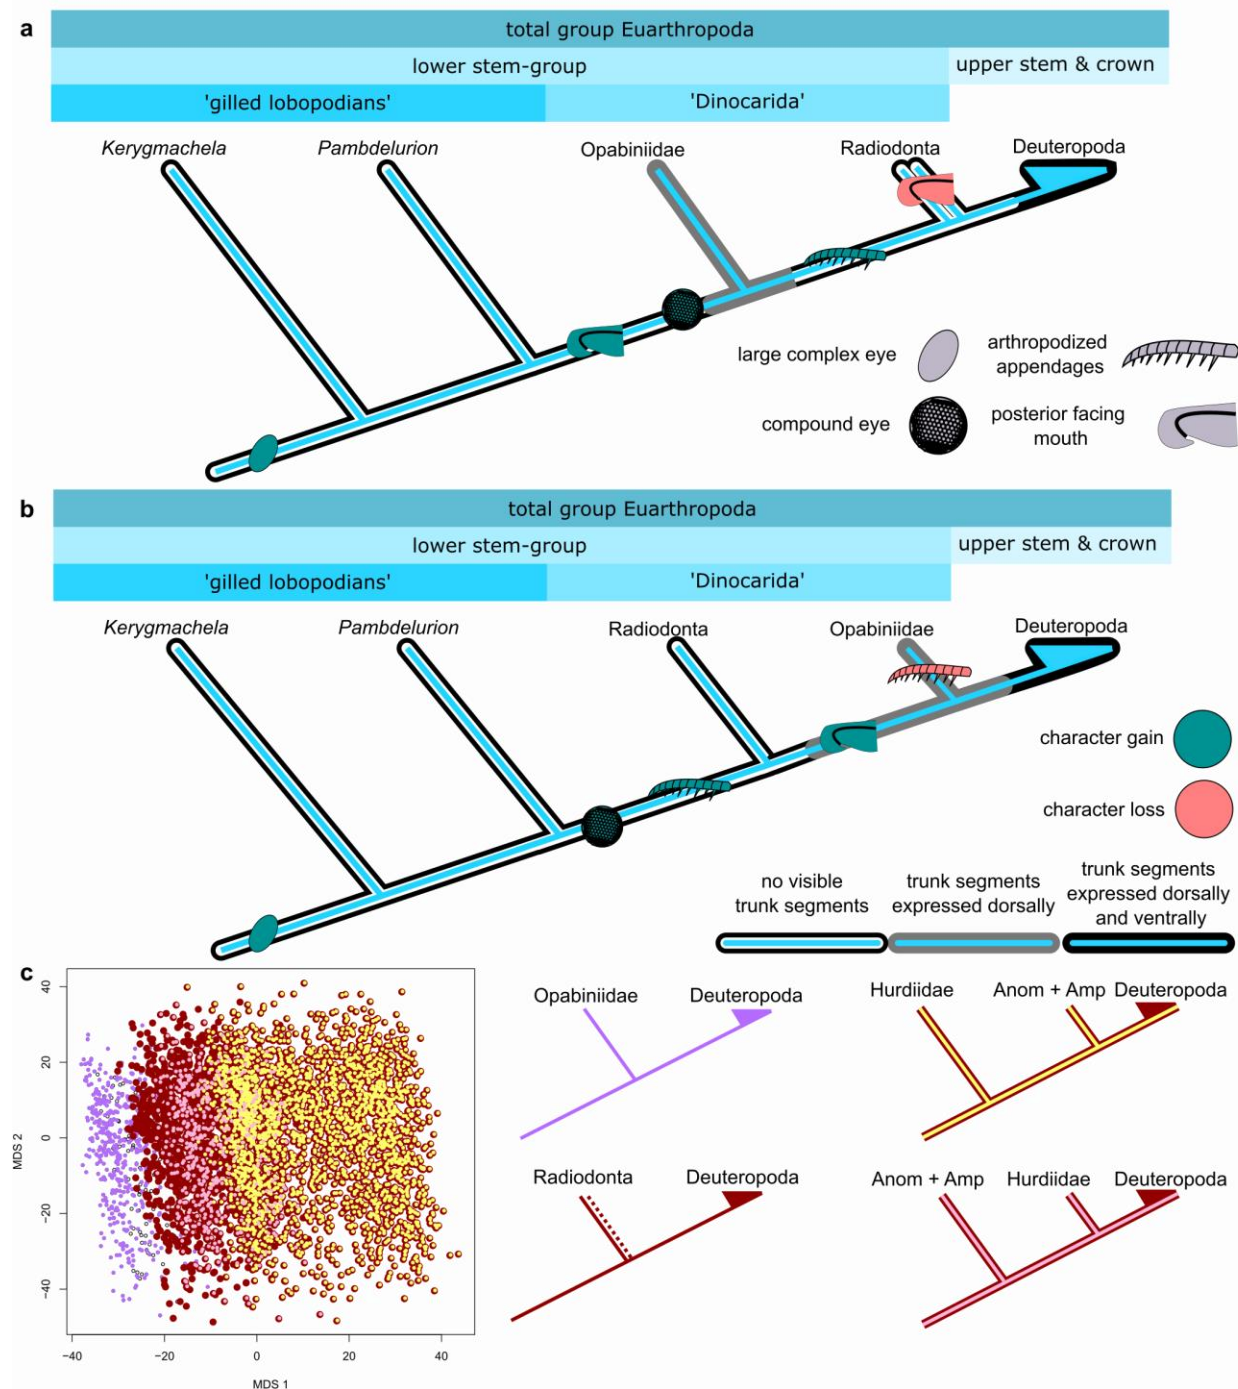 a
total group Euarthropoda
lower stem-group
upper stem & crown
'gilled lobopodians'
'Dinocarida'
Kerygmachela
Pambdelurion
Opabiniidae
Radiodonta
Deuteropoda
large complex eye
arthropodized
appendages
compound eye
posterior facing
mouth
b
total group Euarthropoda
lower stem-group
upper stem & crown
'gilled lobopodians'
'Dinocarida'
Kerygmachela
Pambdelurion
Radiodonta
Opabiniidae
Deuteropoda
character gain
character loss
no visible
trunk segments
trunk segments
expressed dorsally
trunk segments
expressed dorsally
and ventrally
c
40
20
0
−20
−40
MDS 2
−40
−20
0
20
40
MDS 1
Opabiniidae
Deuteropoda
Hurdiidae
Anom + Amp
Deuteropoda
Radiodonta
Deuteropoda
Anom + Amp
Hurdiidae
Deuteropoda